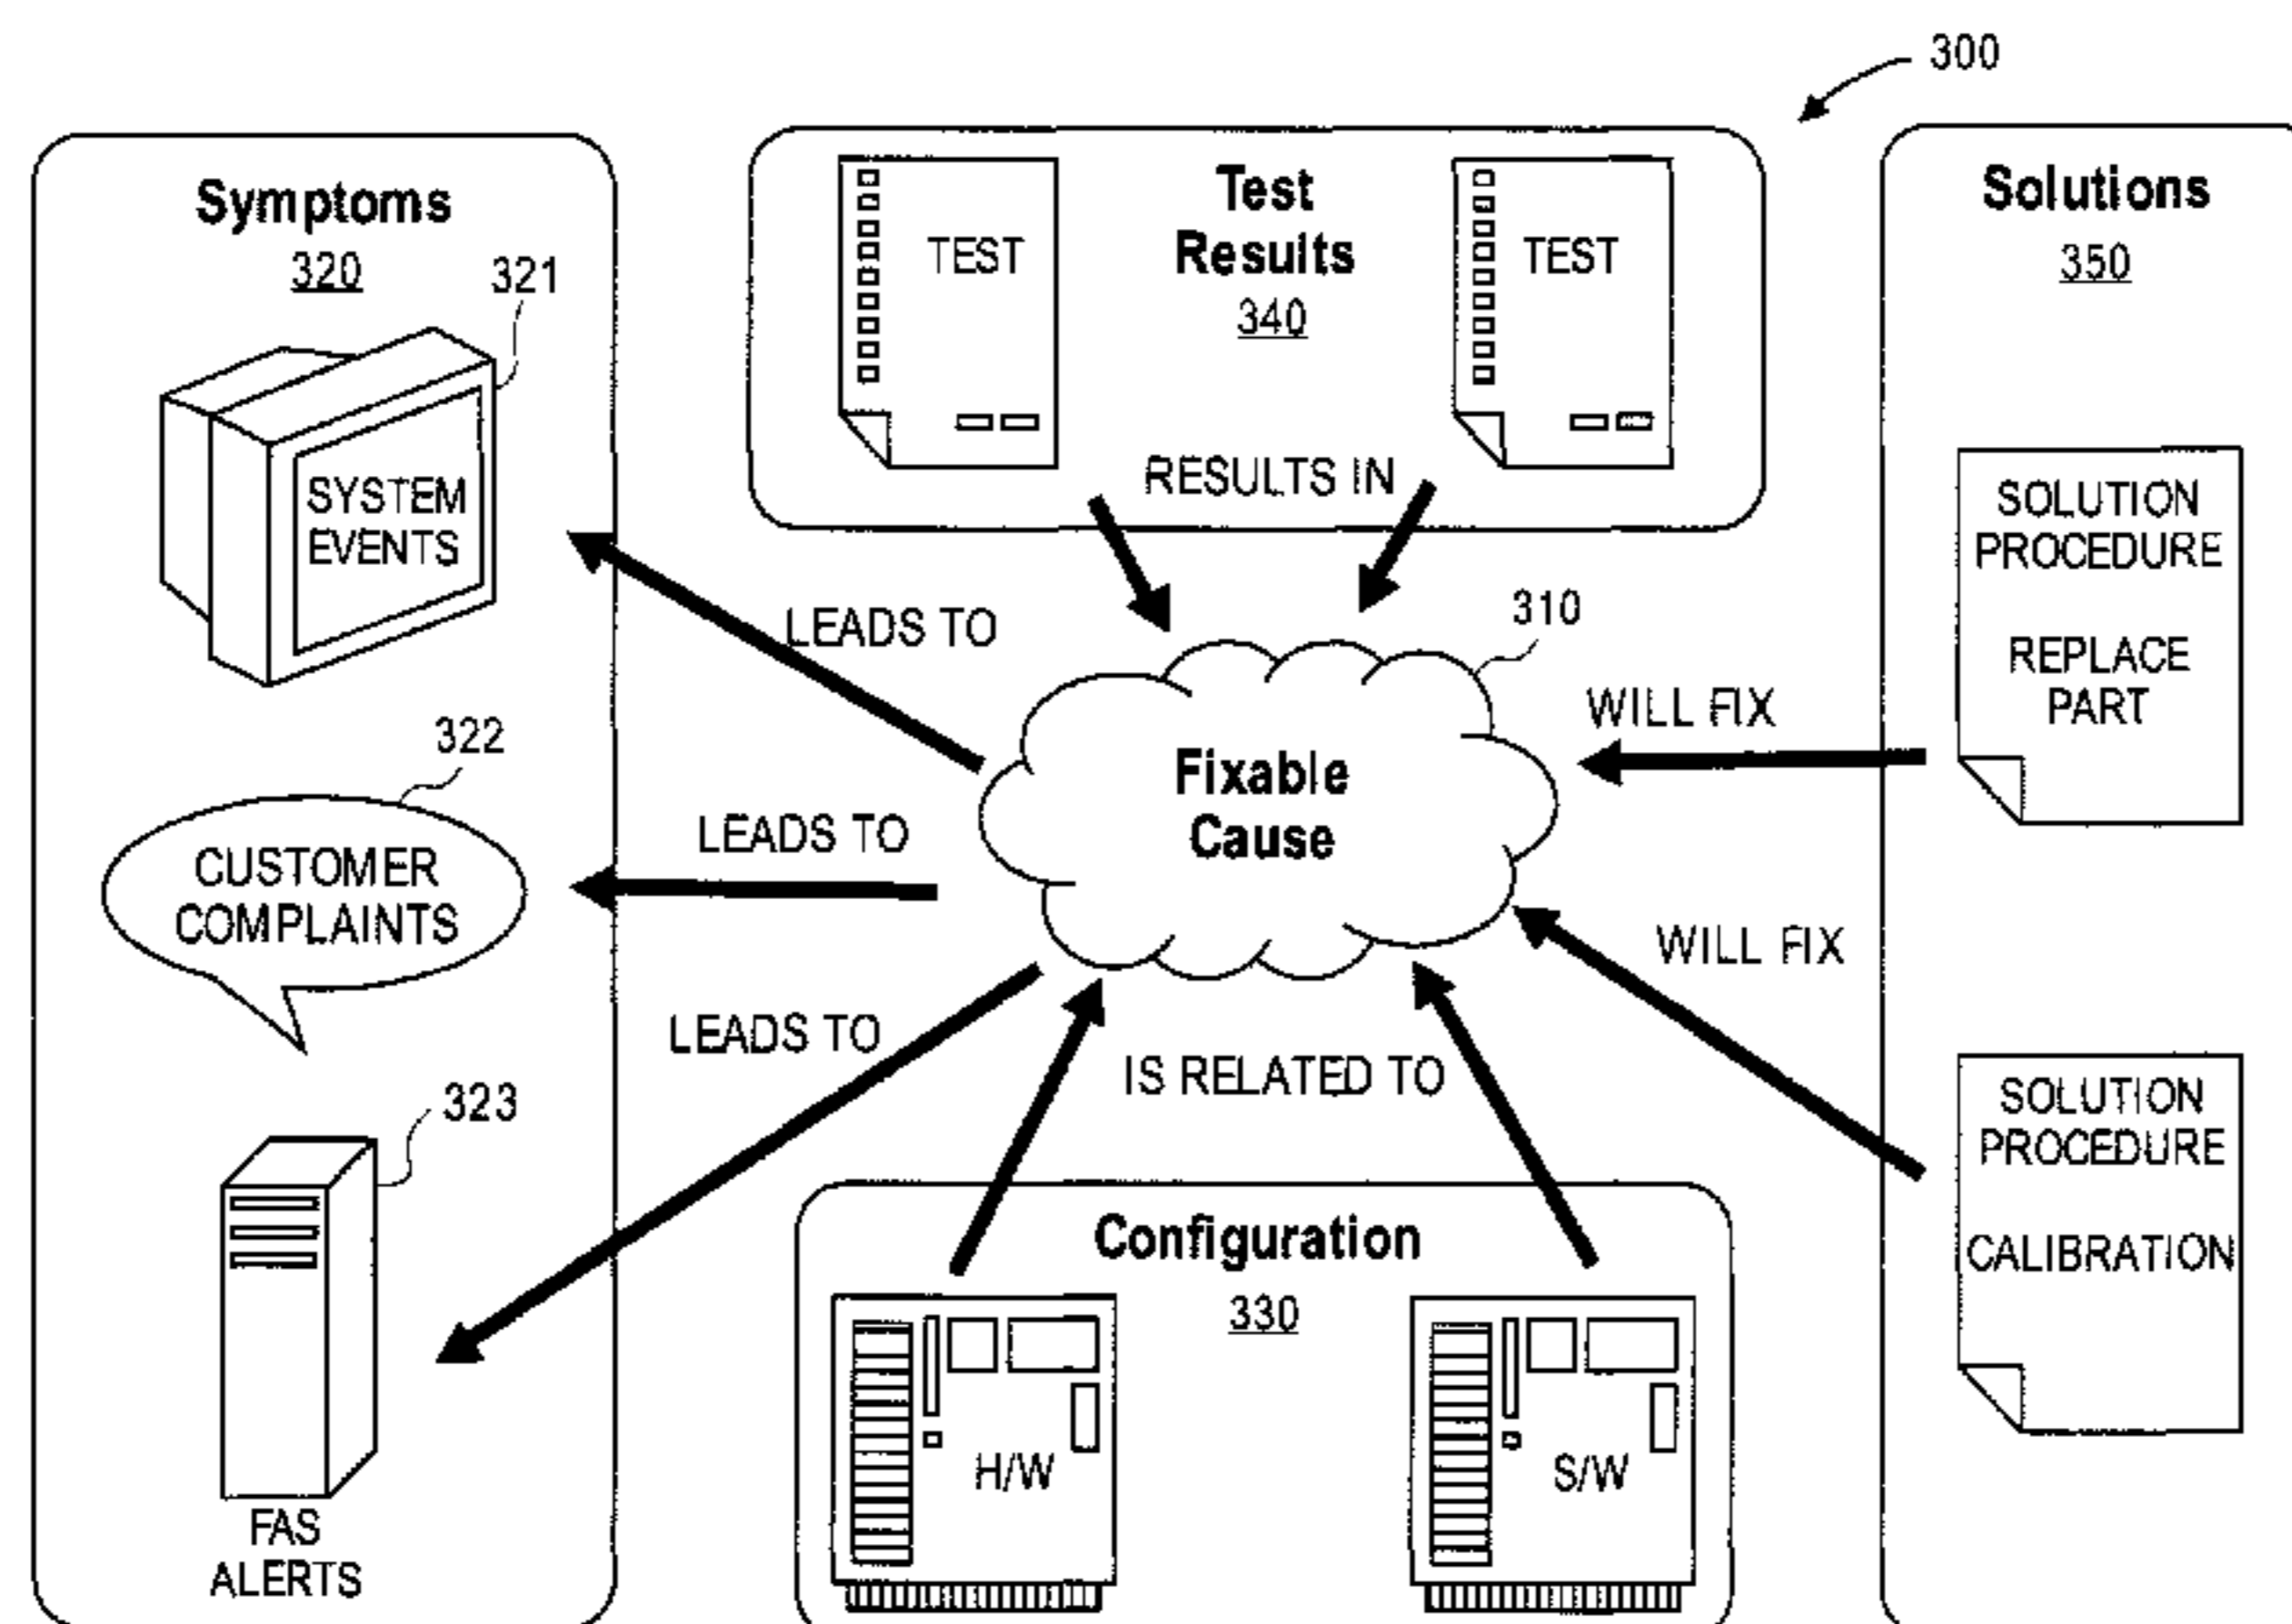 300
Symptoms
320
321
SYSTEM
EVENTS
322
CUSTOMER
COMPLAINTS
323
FAS
ALERTS
Test
Results
340
TEST
TEST
RESULTS IN
LEADS TO
LEADS TO
LEADS TO
310
Fixable
Cause
IS RELATED TO
Configuration
330
H/W
S/W
WILL FIX
WILL FIX
Solutions
350
SOLUTION
PROCEDURE
REPLACE
PART
SOLUTION
PROCEDURE
CALIBRATION